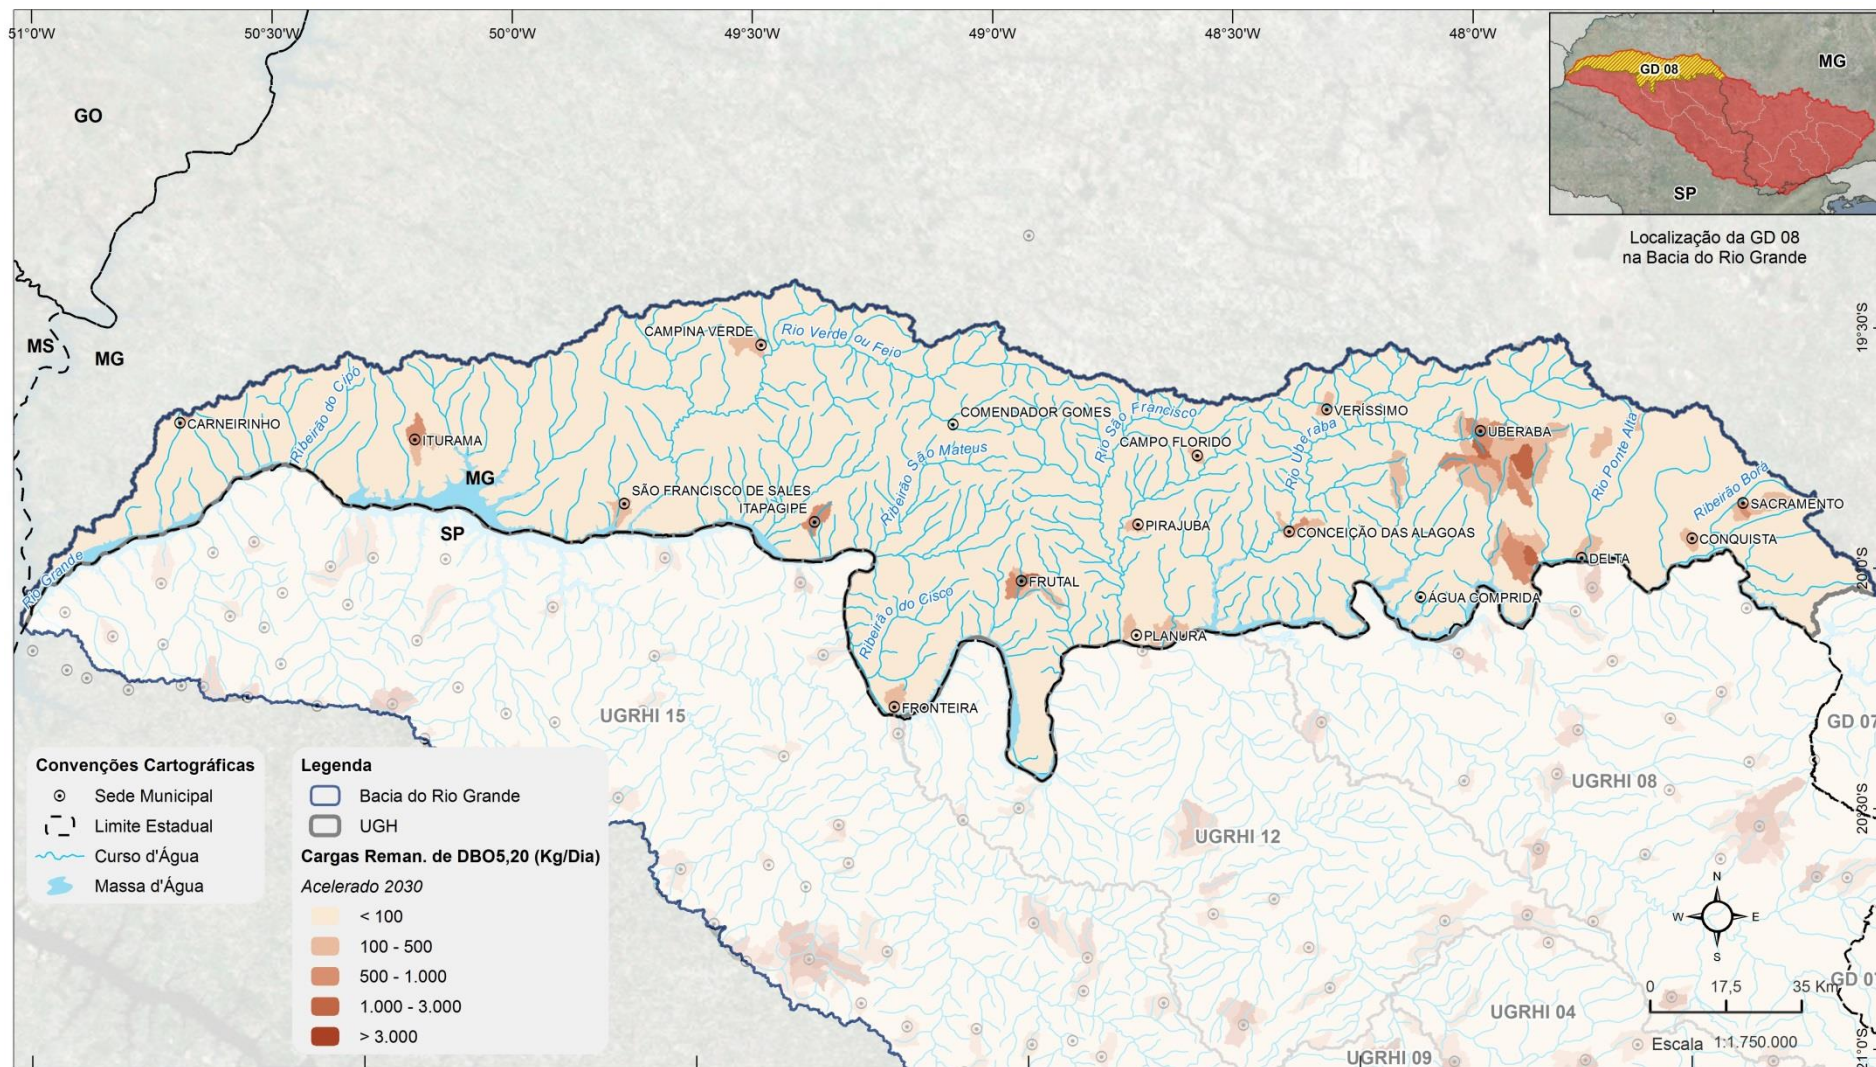 51°0'W
50°30'W
50°0'W
49°30'W
49°0'W
48°30'W
48°0'W
GO
MS
MG
MG
SP
GD 08
MG
SP
Localização da GD 08
na Bacia do Rio Grande
19°30'S
20°0'S
20°30'S
21°0'S
CAMPINA VERDE
Rio Verde ou Feio
CARNEIRINHO
Ribeirão do Cipó
ITURAMA
COMENDADOR GOMES
Rio São Francisco
VERÍSSIMO
UBERABA
CAMPO FLORIDO
Rio Uberaba
Rio Ponte Alta
Ribeirão São Mateus
SÃO FRANCISCO DE SALES
ITAPAGIPE
PIRAJUBA
CONCEIÇÃO DAS ALAGOAS
Ribeirão Borá
SACRAMENTO
CONQUISTA
DELTA
Rio Grande
FRUTAL
ÁGUA COMPRIDA
Ribeirão do Cisco
PLANURA
FRONTEIRA
UGRHI 15
GD 07
UGRHI 08
UGRHI 12
UGRHI 04
UGRHI 09
GD 07
Convenções Cartográficas
Sede Municipal
Limite Estadual
Curso d'Água
Massa d'Água
Legenda
Bacia do Rio Grande
UGH
Cargas Reman. de DBO5,20 (Kg/Dia)
Acelerado 2030
< 100
100 - 500
500 - 1.000
1.000 - 3.000
> 3.000
N
W
E
S
0 17,5 35 Km
Escala 1:1.750.000